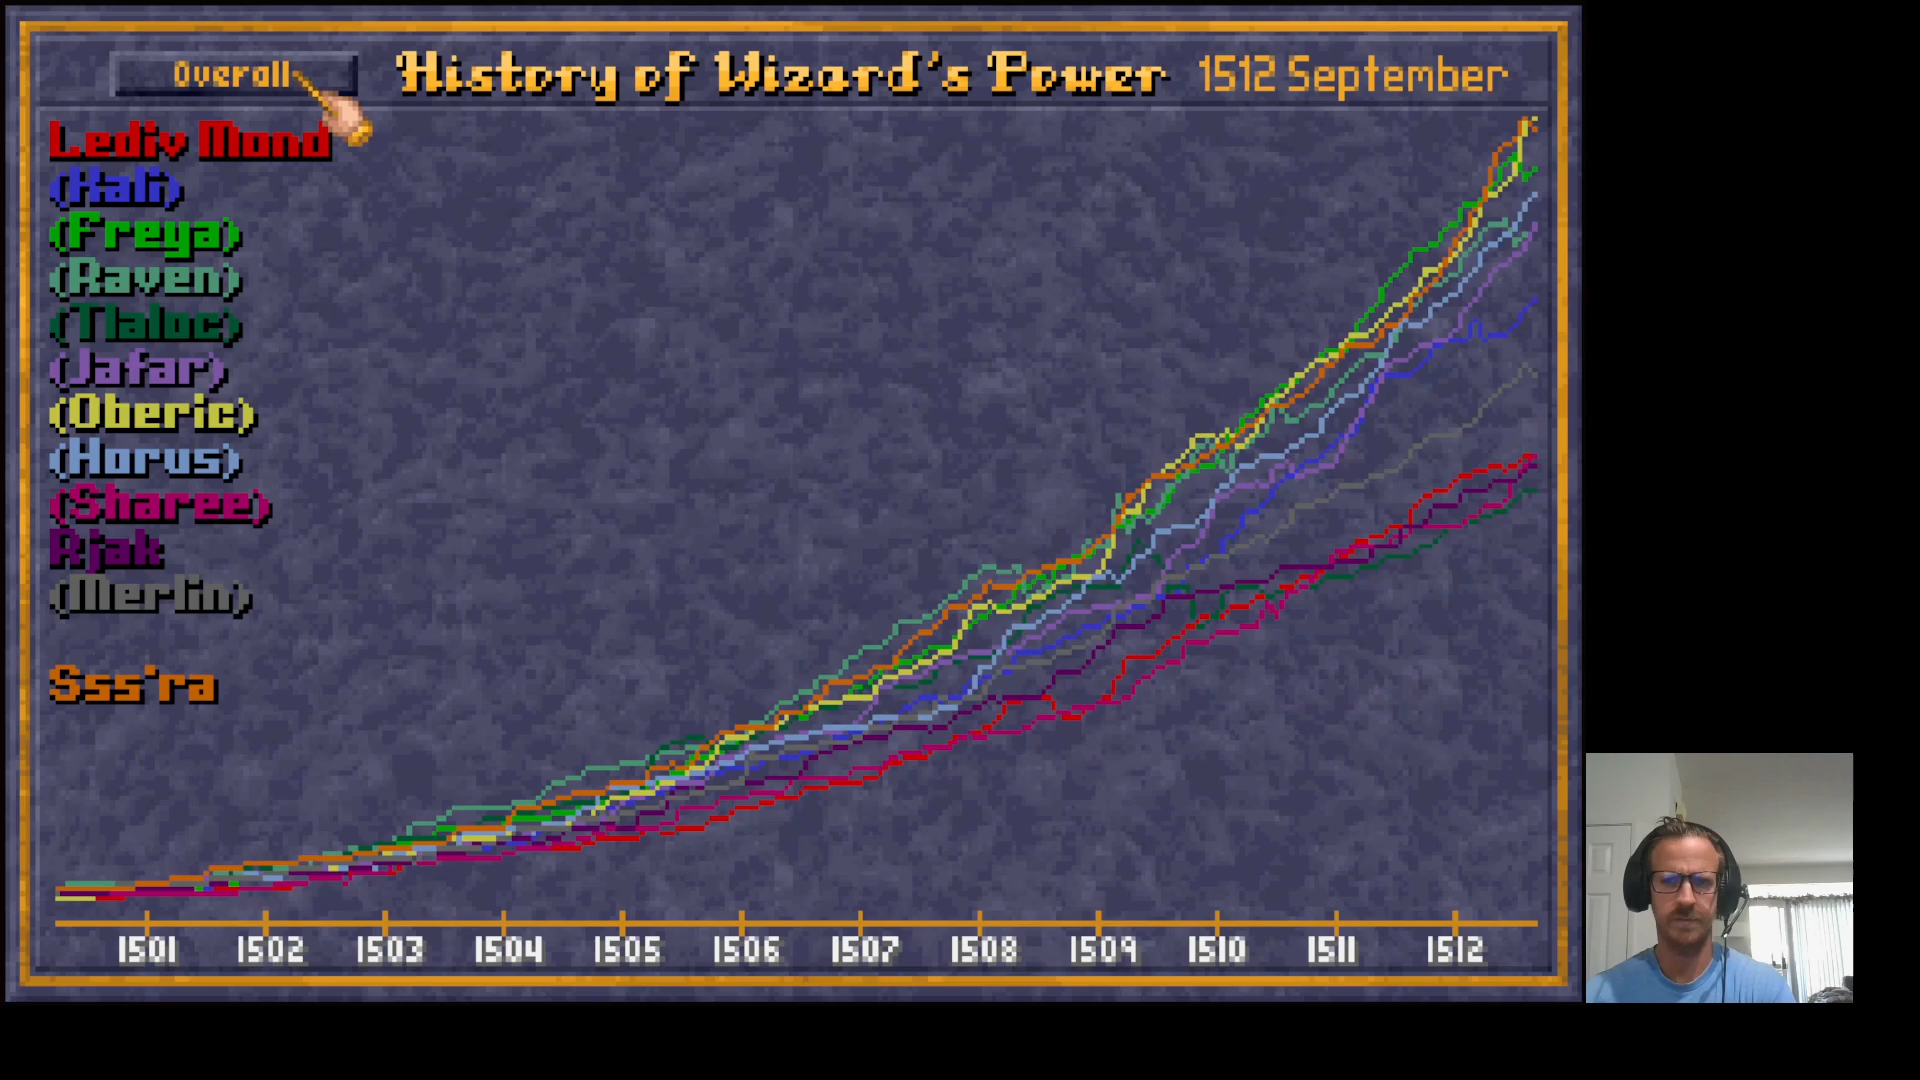 Overall
History of Wizard's Power
1512 September
Lediv Mond
(Kali)
(Freya)
(Raven)
(Tlaloc)
(Jafar)
(Oberic)
(Horus)
(Sharee)
Rjak
(Merlin)
Sss'ra
1501 1502 1503 1504 1505 1506 1507 1508 1509 1510 1511 1512